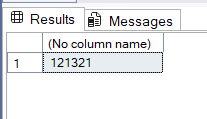 Results Messages
(No column name)
1 121321